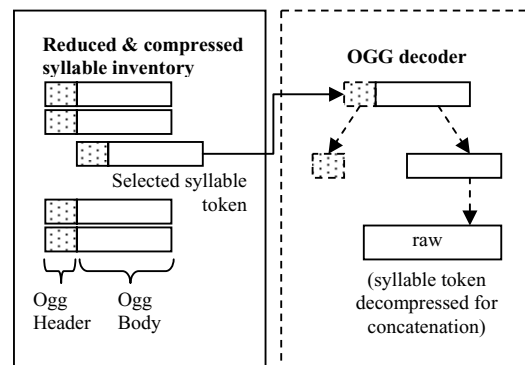 Reduced & compressed
syllable inventory
Selected syllable
token
Ogg
Header
Ogg
Body
OGG decoder
raw
(syllable token
decompressed for
concatenation)